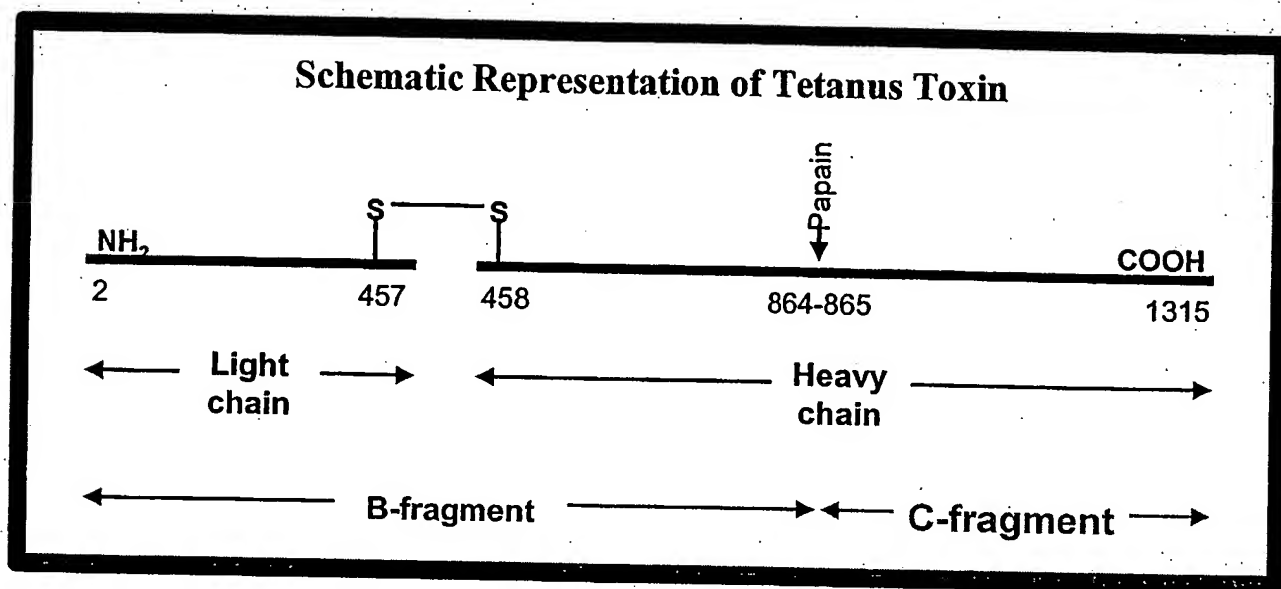 Schematic Representation of Tetanus Toxin
Papain
S S
NH₂ COOH
2 457 458 864-865 1315
Light chain
Heavy chain
B-fragment C-fragment